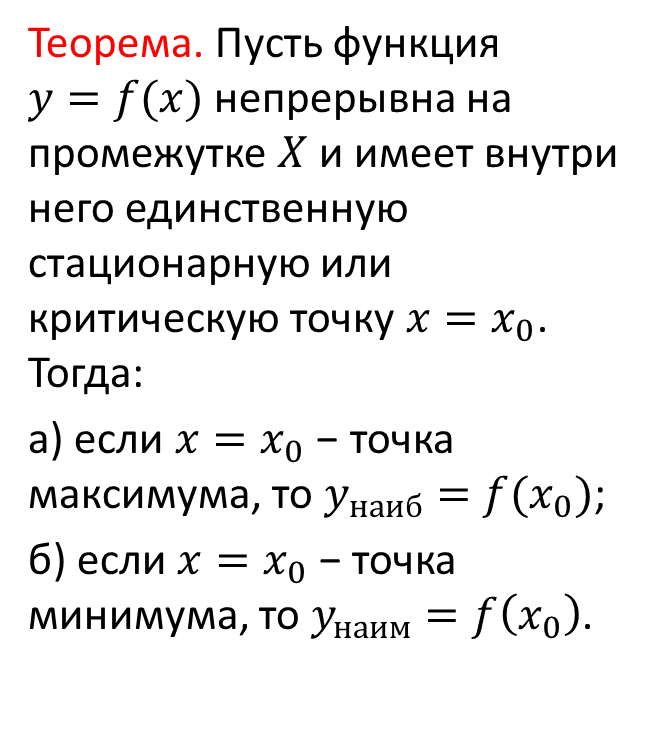 Теорема. Пусть функция
y = f(x) непрерывна на
промежутке X и имеет внутри
него единственную
стационарную или
критическую точку x = x₀.
Тогда:
а) если x = x₀ – точка
максимума, то yнаиб = f(x₀);
б) если x = x₀ – точка
минимума, то yнаим = f(x₀).